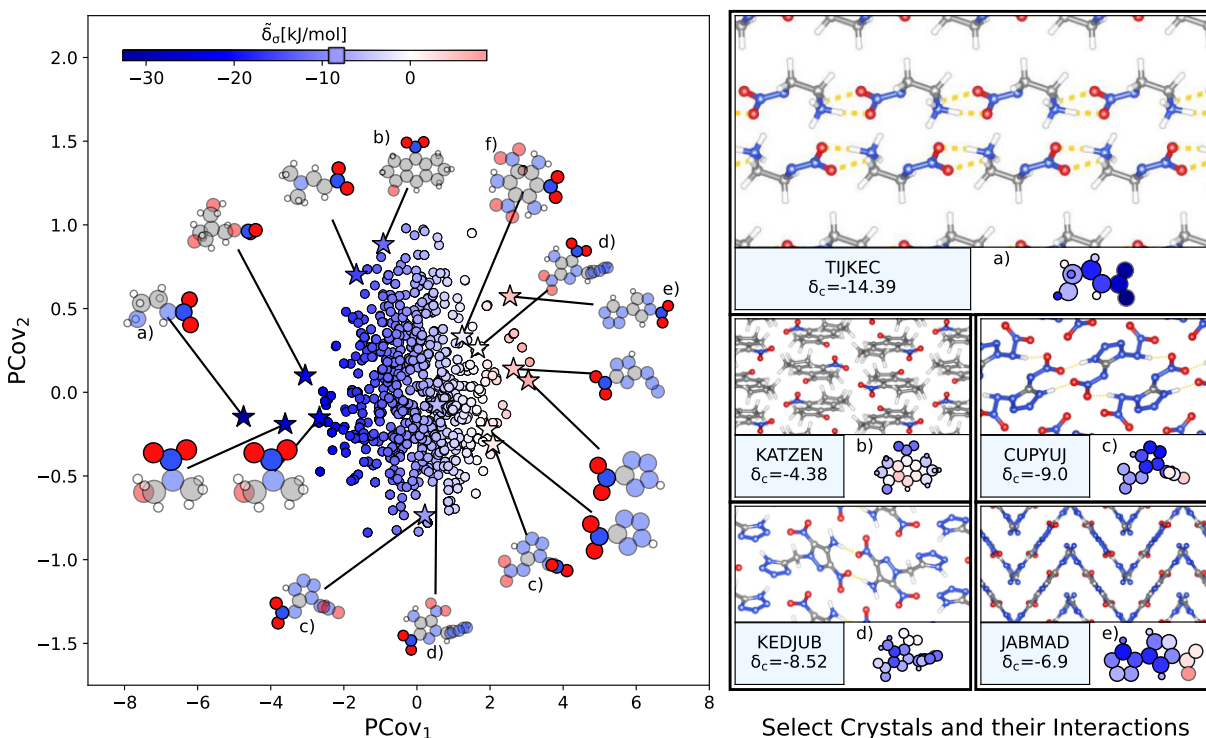 δ̃σ[kJ/mol]
−30 −20 −10 0
2.0
1.5
1.0
0.5
0.0
−0.5
−1.0
−1.5
PCov₂
−8 −6 −4 −2 0 2 4 6 8
PCov₁
b)
f)
d)
e)
a)
c)
c)
d)
TIJKEC
δc=-14.39
a)
KATZEN
δc=-4.38
b)
CUPYUJ
δc=-9.0
c)
KEDJUB
δc=-8.52
d)
JABMAD
δc=-6.9
e)
Select Crystals and their Interactions